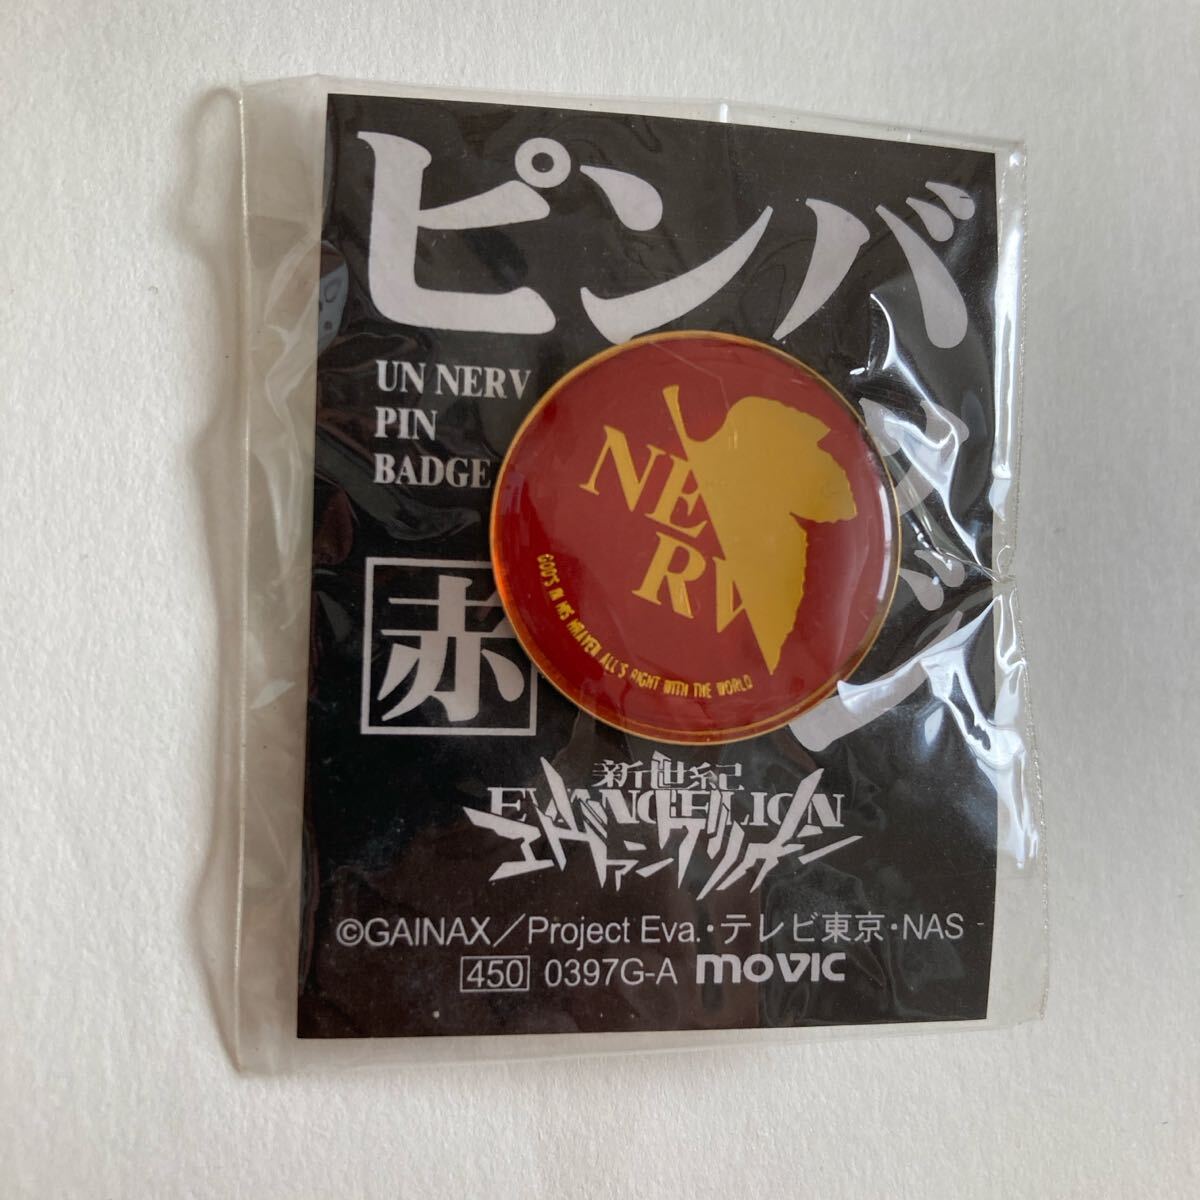 ピンバッジ
UN NERV
PIN
BADGE
NERV
GOD'S IN HIS HEAVEN ALL'S RIGHT WITH THE WORLD
赤
新世紀
EVANGELION
エヴァンゲリオン
©GAINAX／Project Eva.・テレビ東京・NAS
450 0397G-A movic